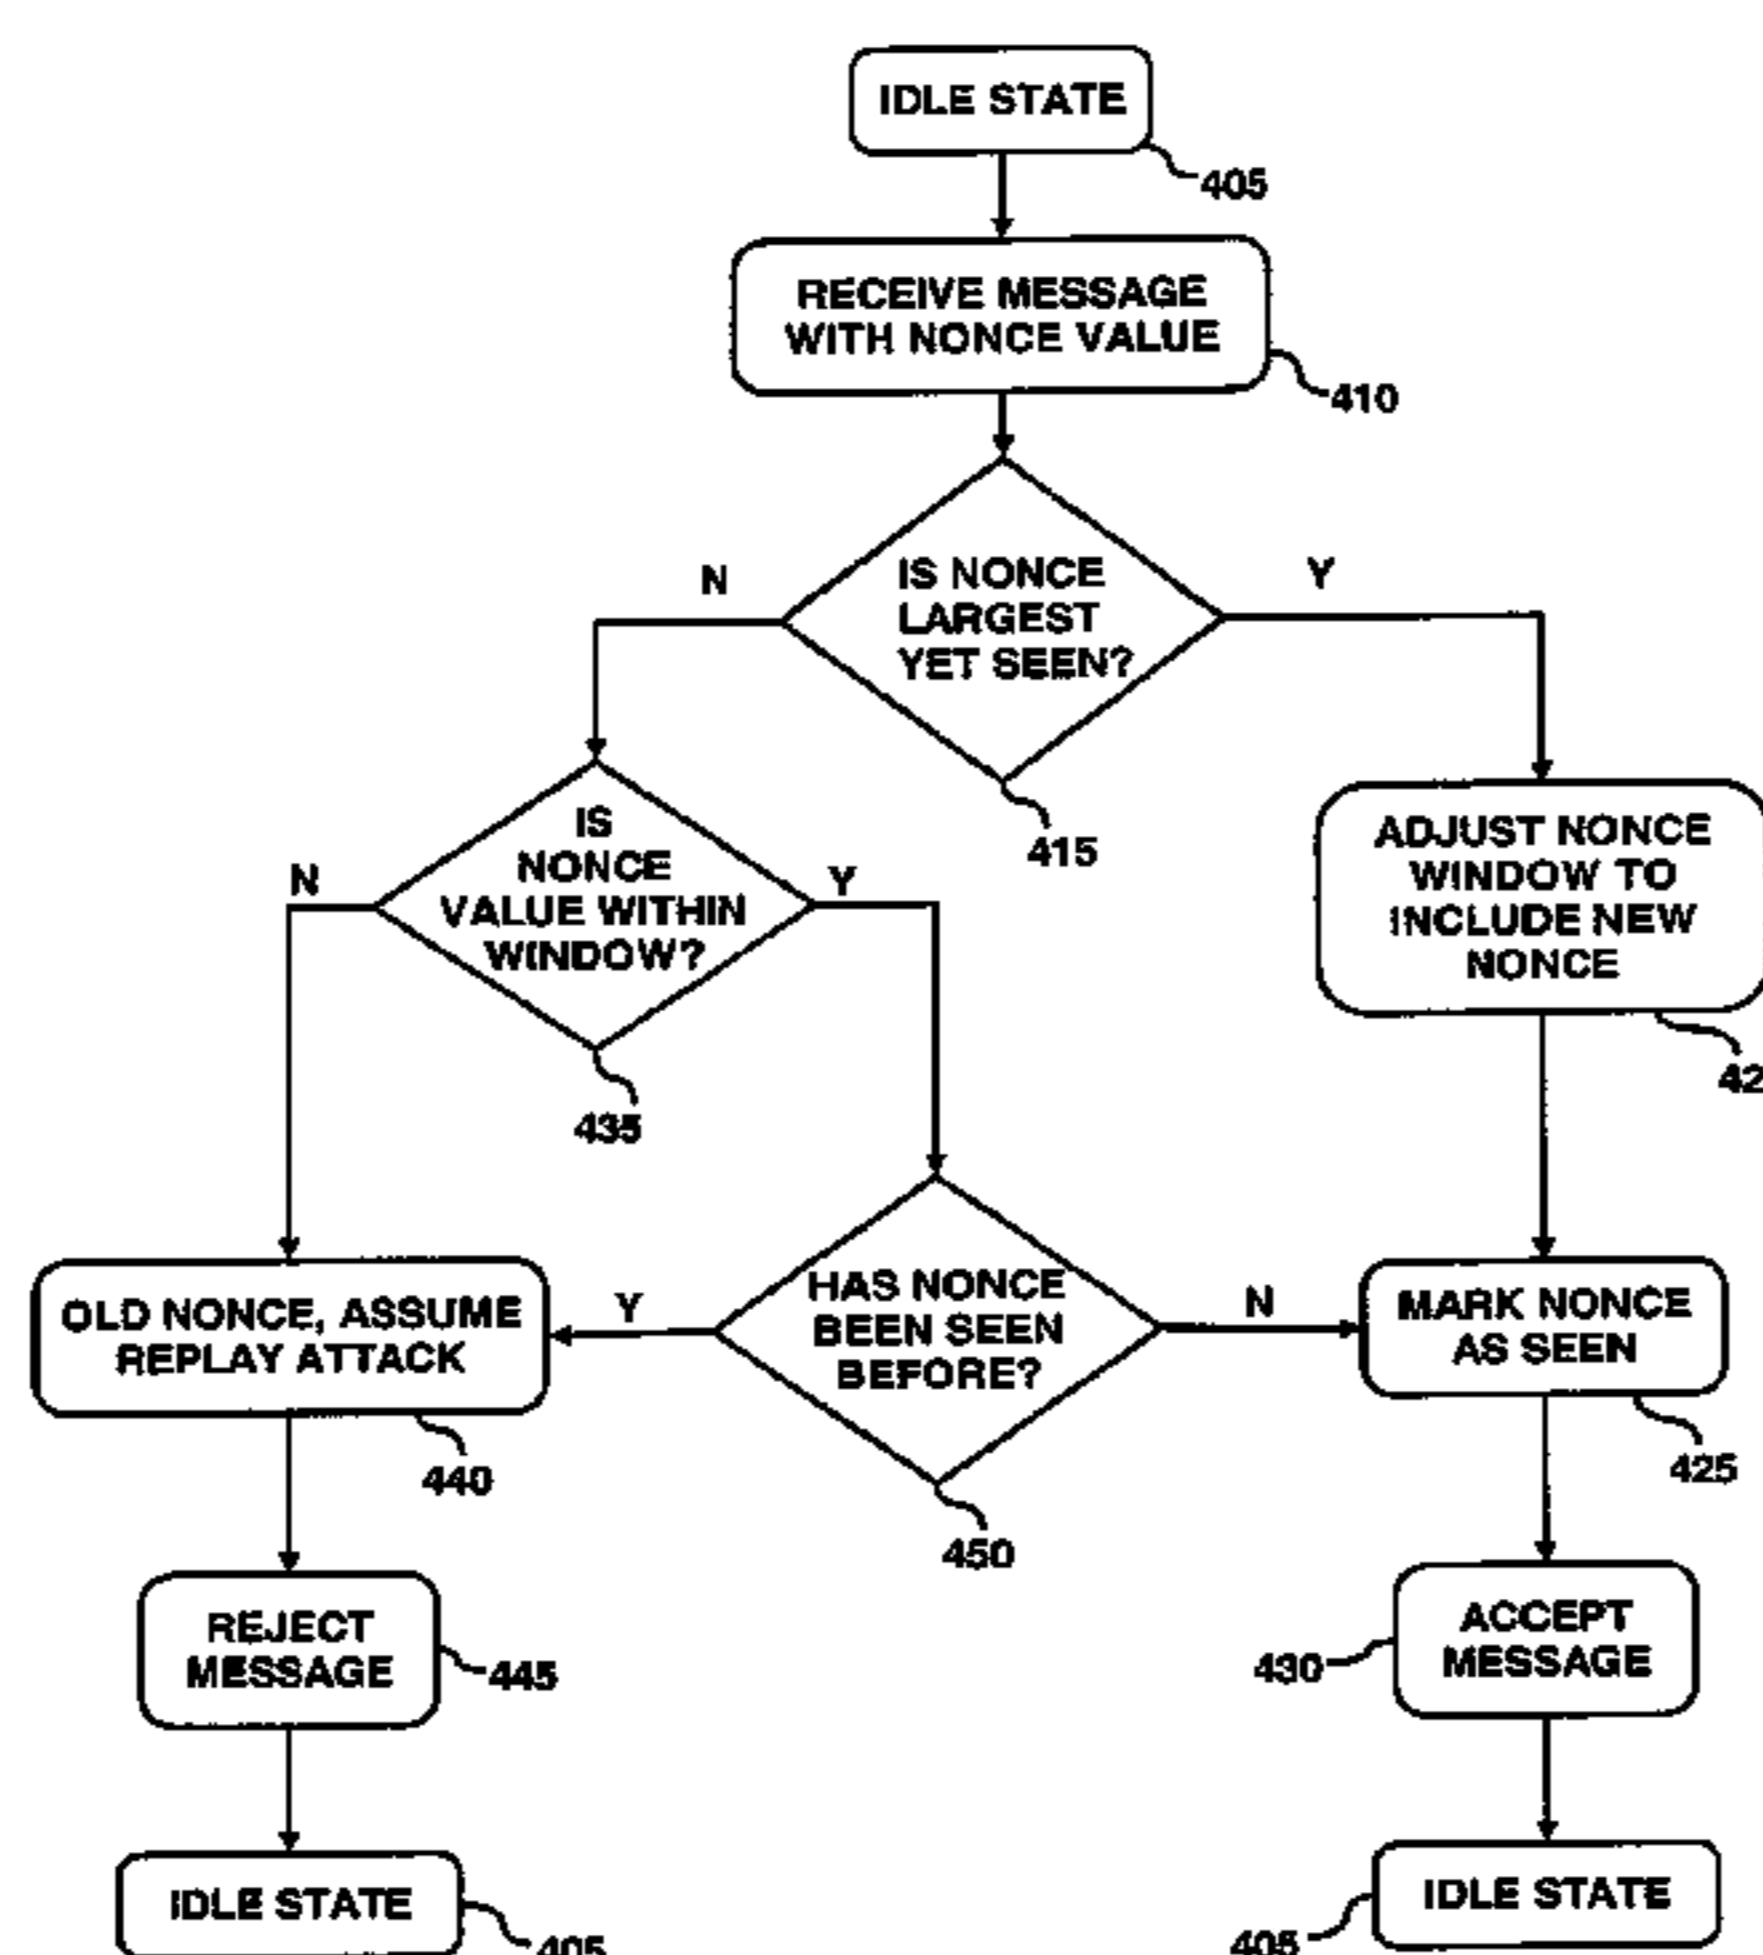 IDLE STATE
405
RECEIVE MESSAGE
WITH NONCE VALUE
410
N
IS NONCE
LARGEST
YET SEEN?
Y
415
N
IS
NONCE
VALUE WITHIN
WINDOW?
Y
435
ADJUST NONCE
WINDOW TO
INCLUDE NEW
NONCE
42
OLD NONCE, ASSUME
REPLAY ATTACK
440
Y
HAS NONCE
BEEN SEEN
BEFORE?
N
450
MARK NONCE
AS SEEN
425
REJECT
MESSAGE
445
430
ACCEPT
MESSAGE
IDLE STATE
405
405
IDLE STATE